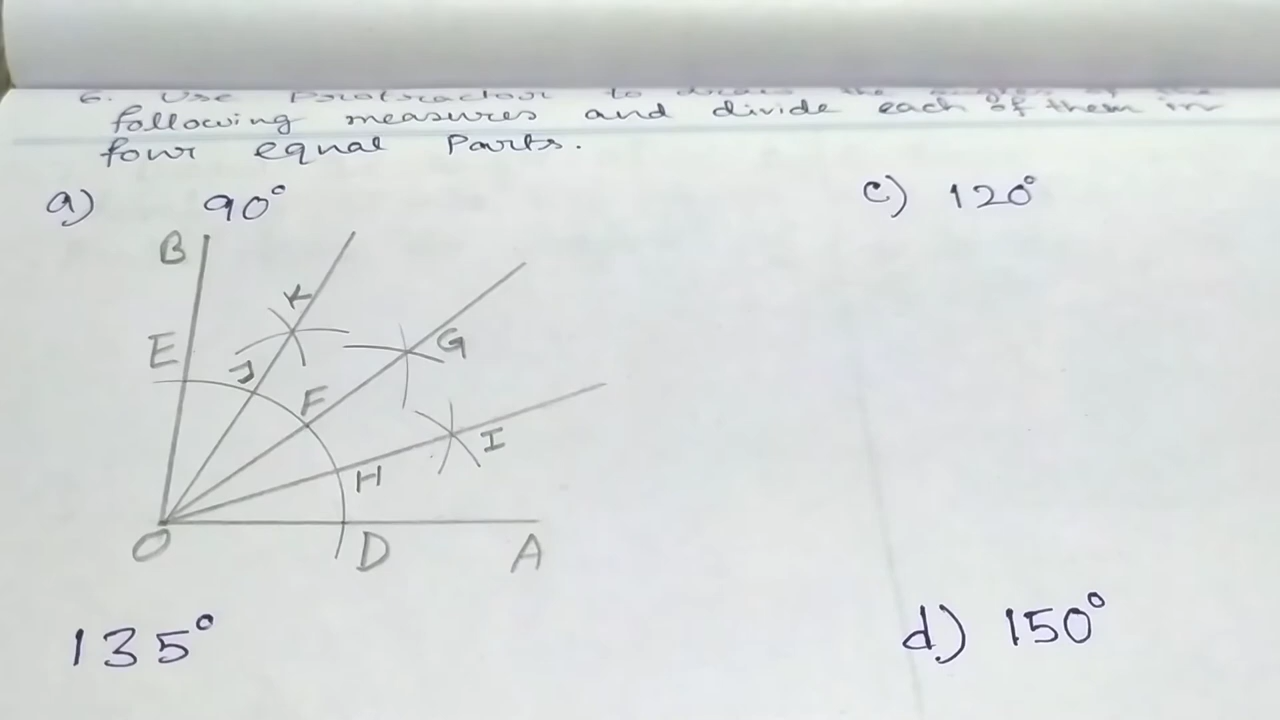 6. Use Protractor to draw the angles of the
following measures and divide each of them in
four equal Parts.
a) 90°
c) 120°
B
K
E
J
G
F
I
H
O
D
A
135°
d) 150°